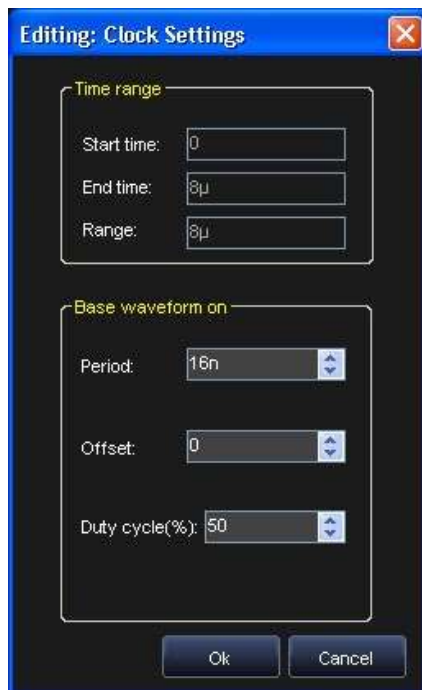 Editing: Clock Settings
Time range
Start time: 0
End time: 8µ
Range: 8µ
Base waveform on
Period: 16n
Offset: 0
Duty cycle(%): 50
Ok Cancel